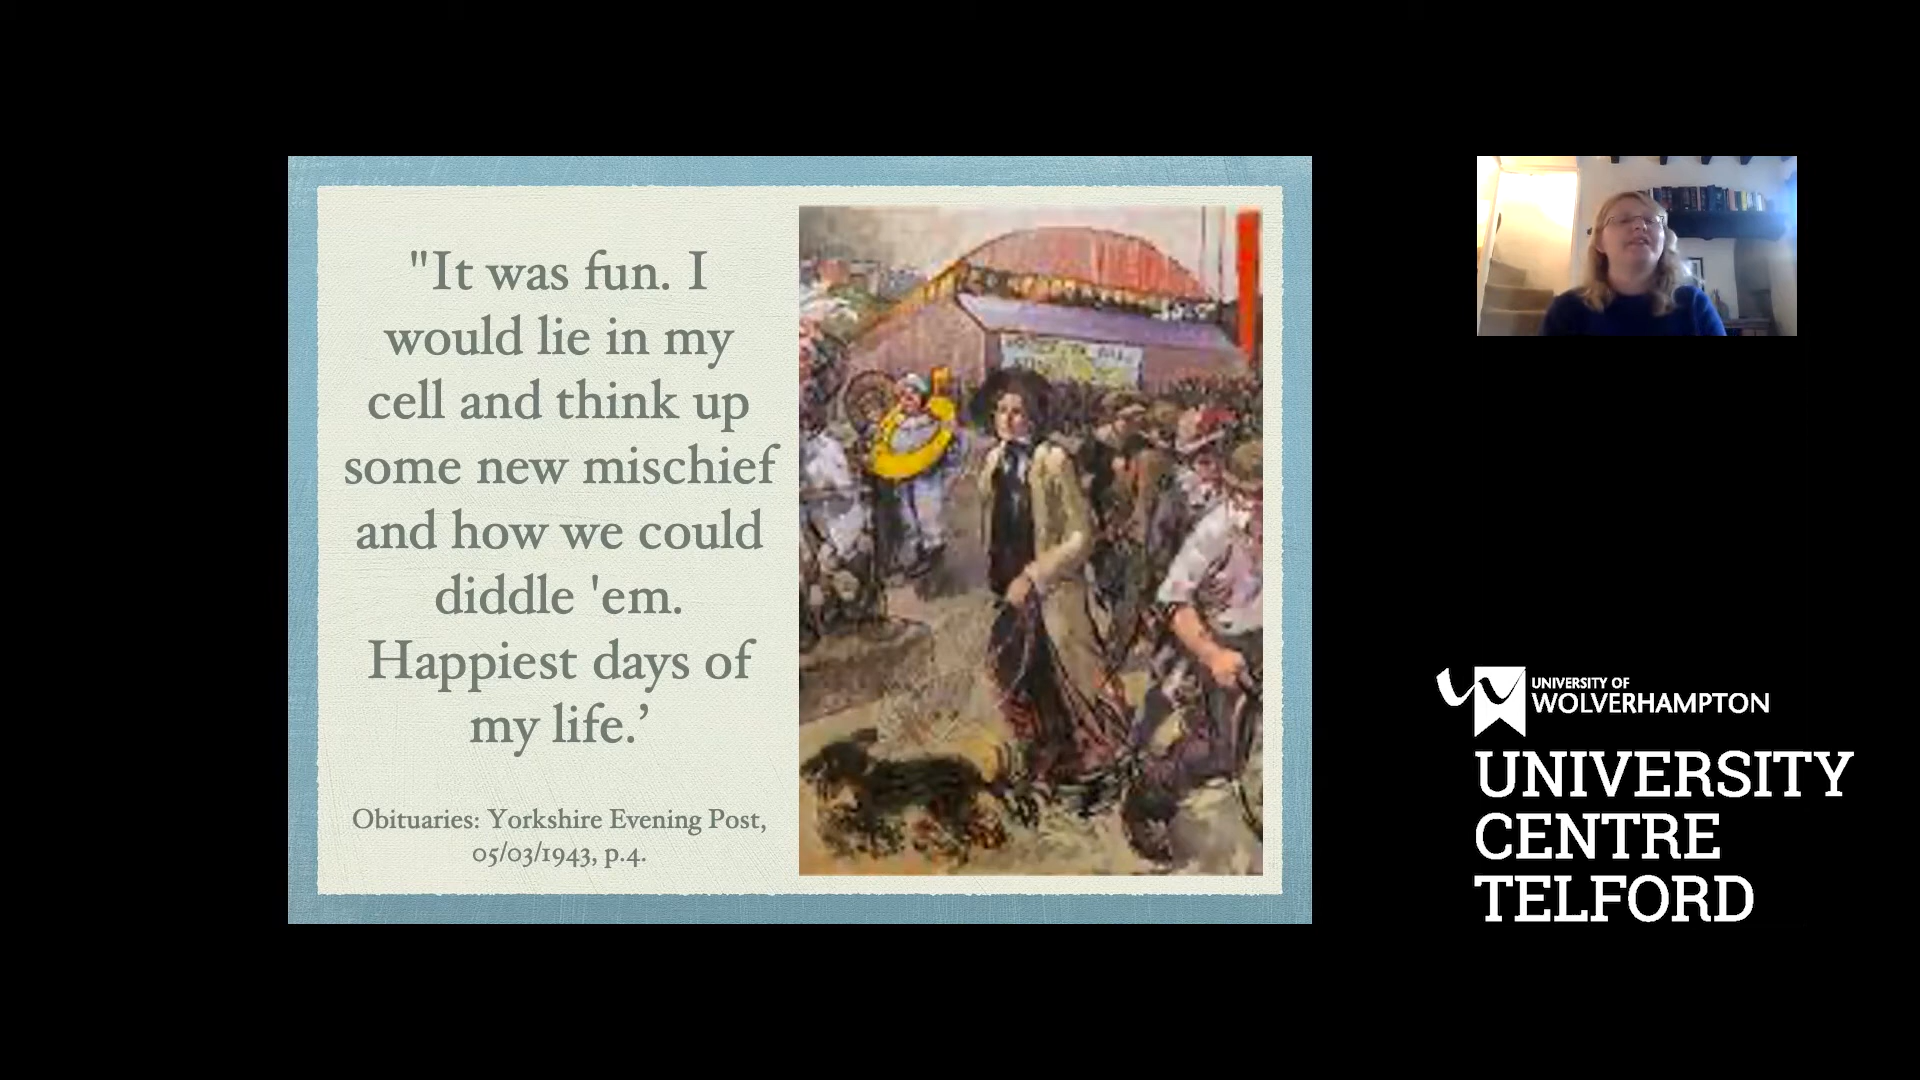 "It was fun. I
would lie in my
cell and think up
some new mischief
and how we could
diddle 'em.
Happiest days of
my life.’
Obituaries: Yorkshire Evening Post,
05/03/1943, p.4.
UNIVERSITY OF
WOLVERHAMPTON
UNIVERSITY
CENTRE
TELFORD